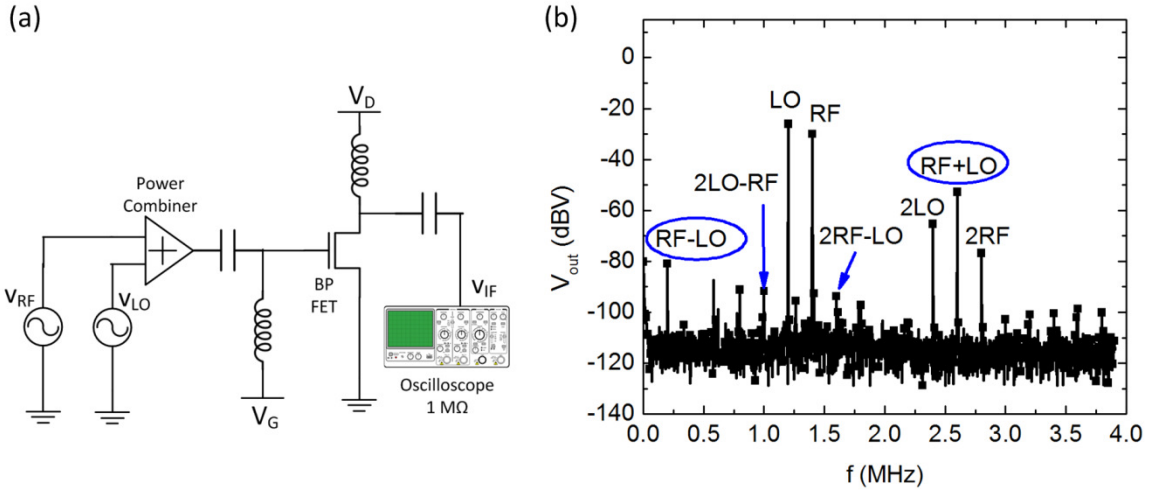 (a)
V_D
Power
Combiner
V_RF
V_LO
BP
FET
V_IF
V_G
Oscilloscope
1 MΩ
(b)
V_out (dBV)
0
-20
-40
-60
-80
-100
-120
-140
LO
RF
RF+LO
2LO-RF
2LO
RF-LO
2RF-LO
2RF
0.0 0.5 1.0 1.5 2.0 2.5 3.0 3.5 4.0
f (MHz)